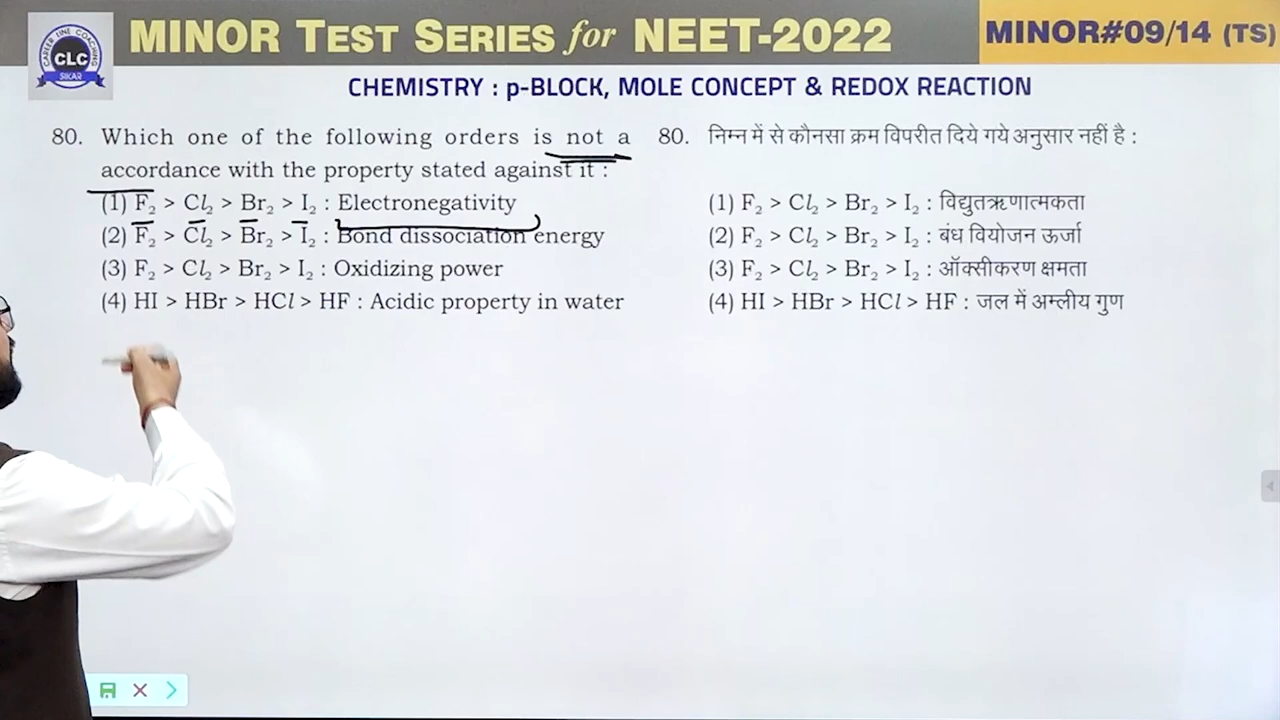 MINOR TEST SERIES for NEET-2022
MINOR#09/14 (TS)
CAREER LINE COACHING
CLC
SIKAR
CHEMISTRY : p-BLOCK, MOLE CONCEPT & REDOX REACTION
80. Which one of the following orders is not a
accordance with the property stated against it :
(1) F₂ > Cl₂ > Br₂ > I₂ : Electronegativity
(2) F₂ > Cl₂ > Br₂ > I₂ : Bond dissociation energy
(3) F₂ > Cl₂ > Br₂ > I₂ : Oxidizing power
(4) HI > HBr > HCl > HF : Acidic property in water
80. निम्न में से कौनसा क्रम विपरीत दिये गये अनुसार नहीं है :
(1) F₂ > Cl₂ > Br₂ > I₂ : विद्युतऋणात्मकता
(2) F₂ > Cl₂ > Br₂ > I₂ : बंध वियोजन ऊर्जा
(3) F₂ > Cl₂ > Br₂ > I₂ : ऑक्सीकरण क्षमता
(4) HI > HBr > HCl > HF : जल में अम्लीय गुण